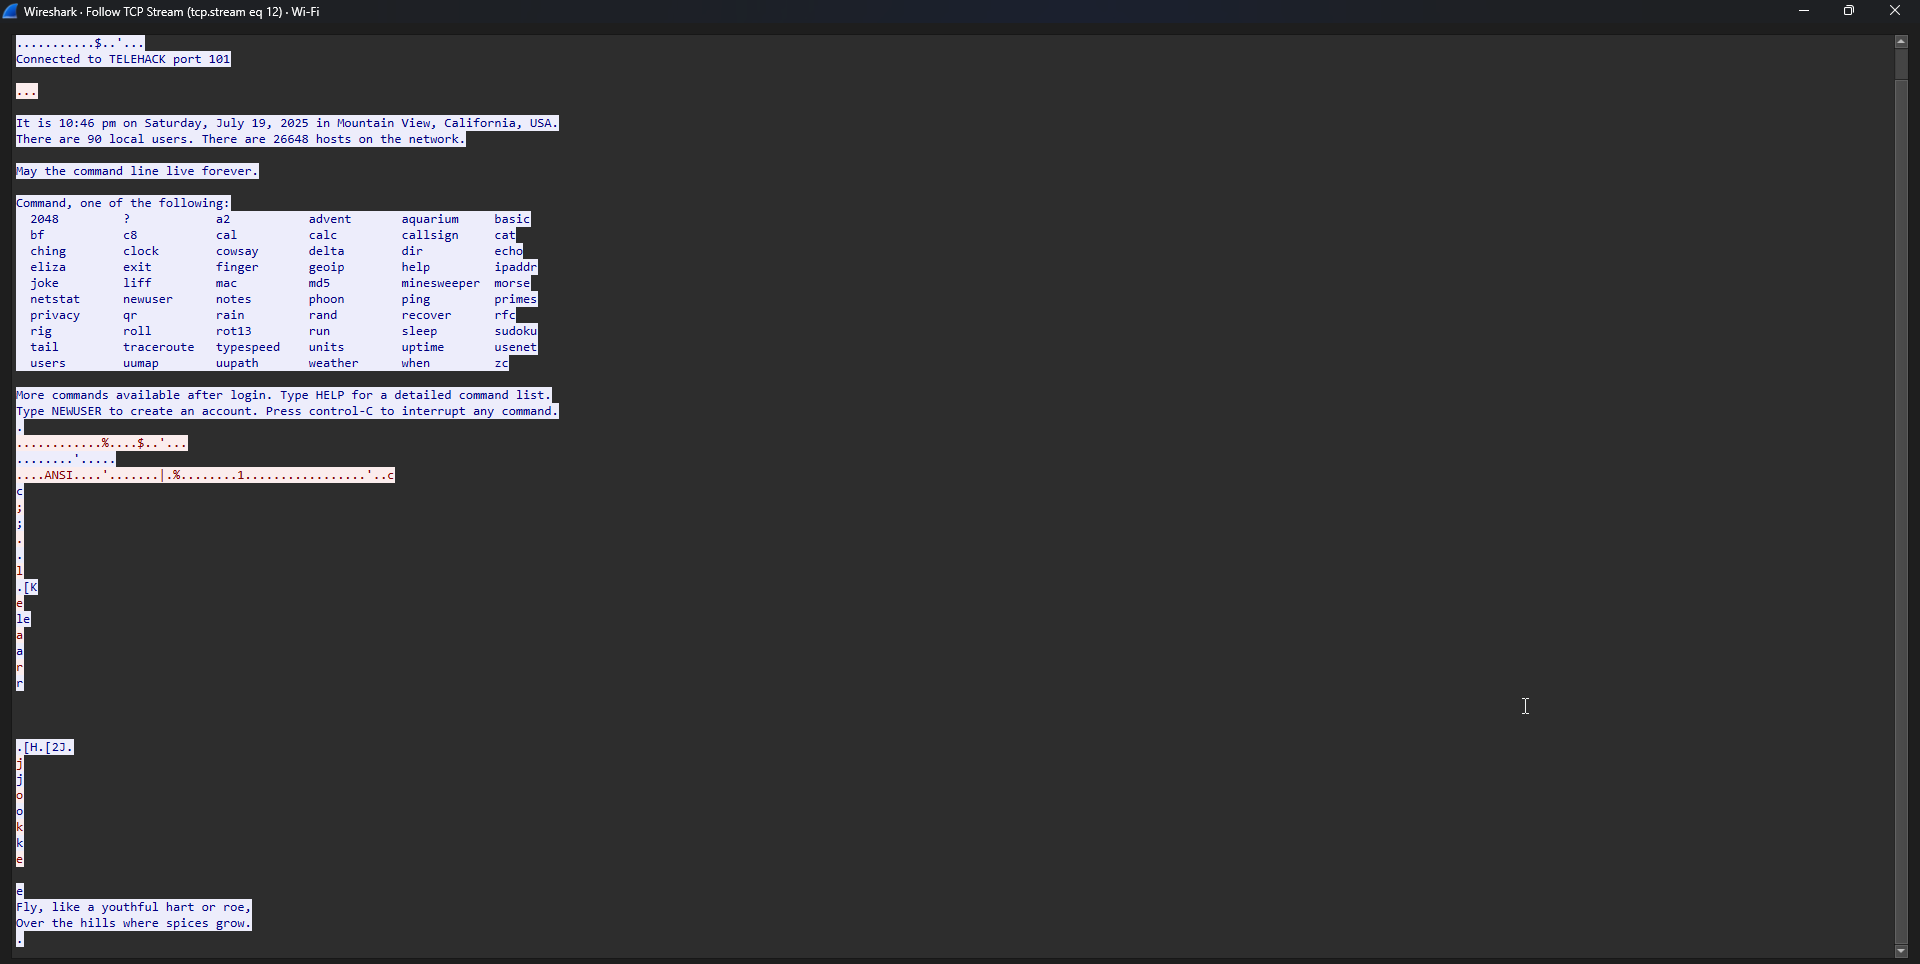 Wireshark · Follow TCP Stream (tcp.stream eq 12) · Wi-Fi
...........$..'...
Connected to TELEHACK port 101
...
It is 10:46 pm on Saturday, July 19, 2025 in Mountain View, California, USA.
There are 90 local users. There are 26648 hosts on the network.
May the command line live forever.
Command, one of the following:
2048 ? a2 advent aquarium basic
bf c8 cal calc callsign cat
ching clock cowsay delta dir echo
eliza exit finger geoip help ipaddr
joke liff mac md5 minesweeper morse
netstat newuser notes phoon ping primes
privacy qr rain rand recover rfc
rig roll rot13 run sleep sudoku
tail traceroute typespeed units uptime usenet
users uumap uupath weather when zc
More commands available after login. Type HELP for a detailed command list.
Type NEWUSER to create an account. Press control-C to interrupt any command.
.
............%....$..'...
........'.....
....ANSI....'.......|.%........1.................'..c
c
;
;
.
.
l
.[K
e
le
a
a
r
r
.[H.[2J.
j
j
o
o
k
k
e
e
Fly, like a youthful hart or roe,
Over the hills where spices grow.
.